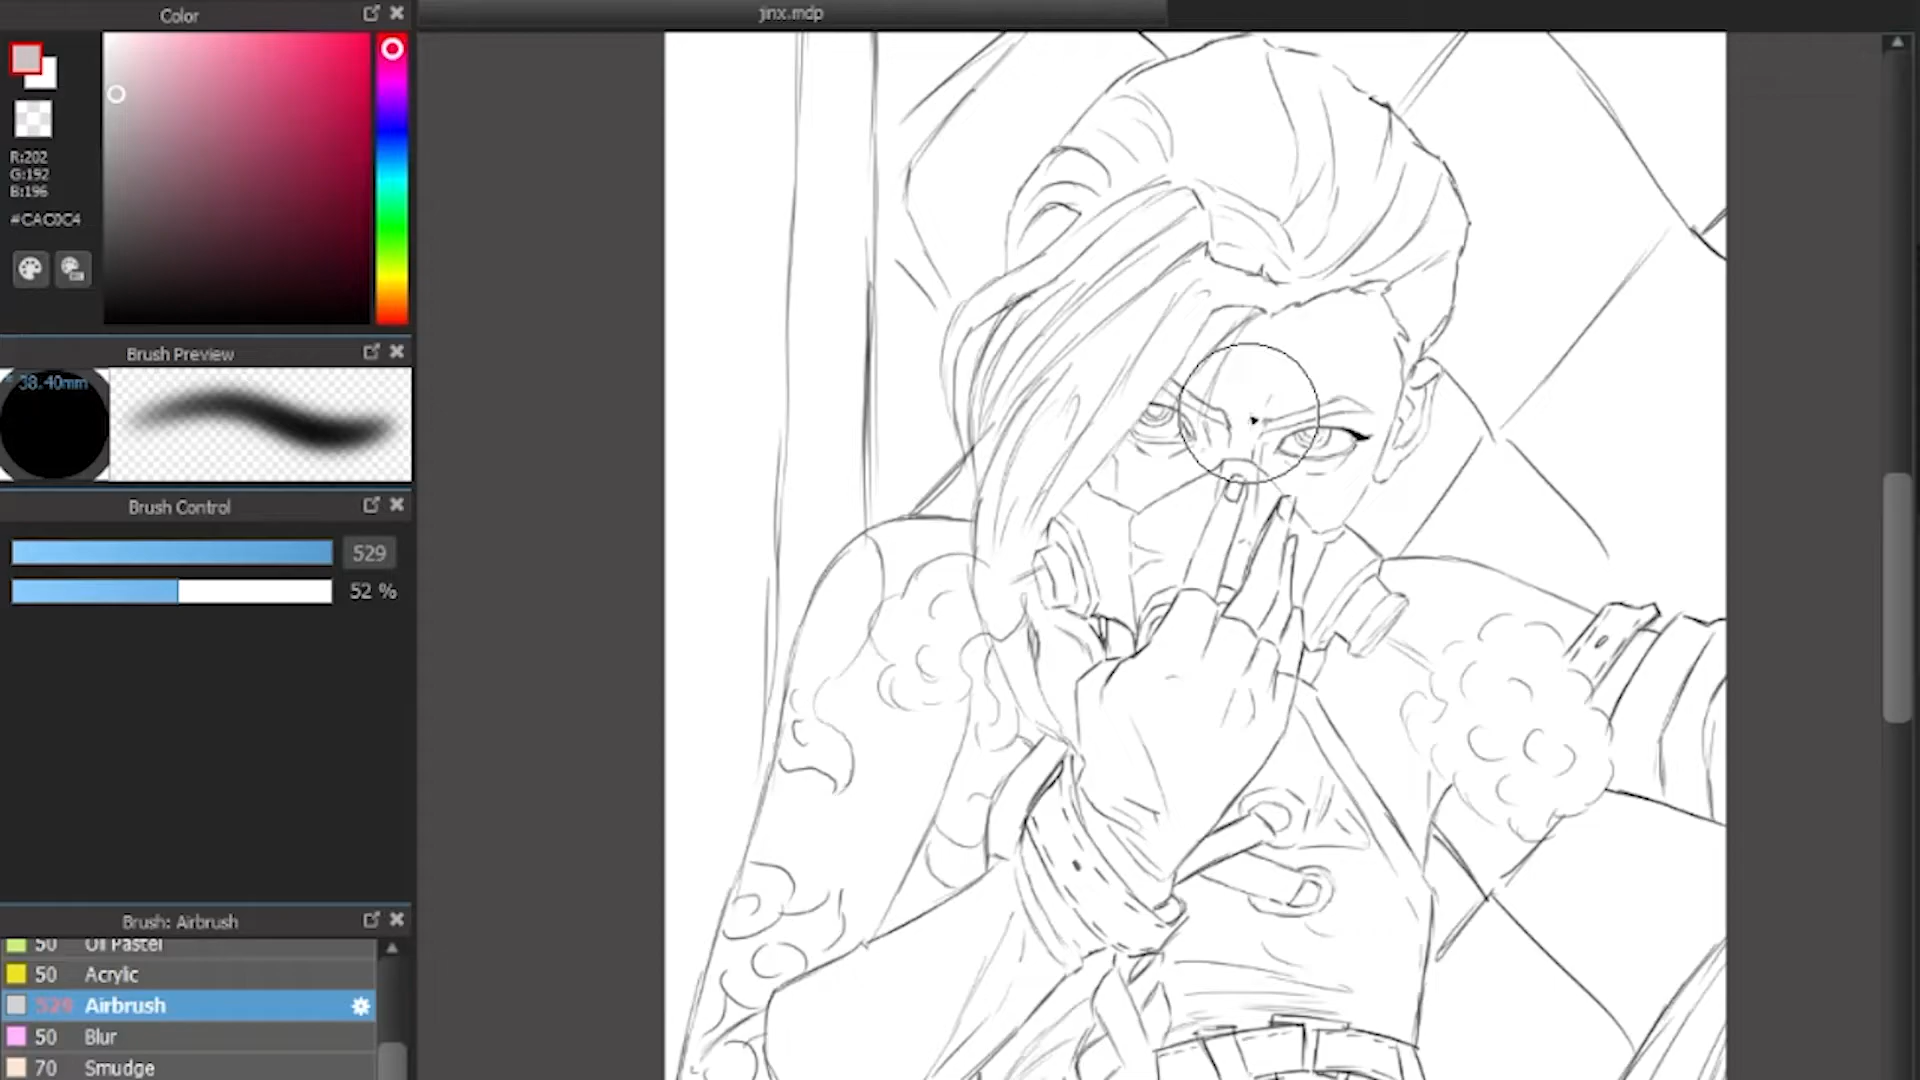 Color
jinx.mdp
R:202
G:192
B:196
#CAC0C4
Brush Preview
* 38.40mm
Brush Control
529
52 %
Brush: Airbrush
50 Oil Pastel
50 Acrylic
529 Airbrush
50 Blur
70 Smudge